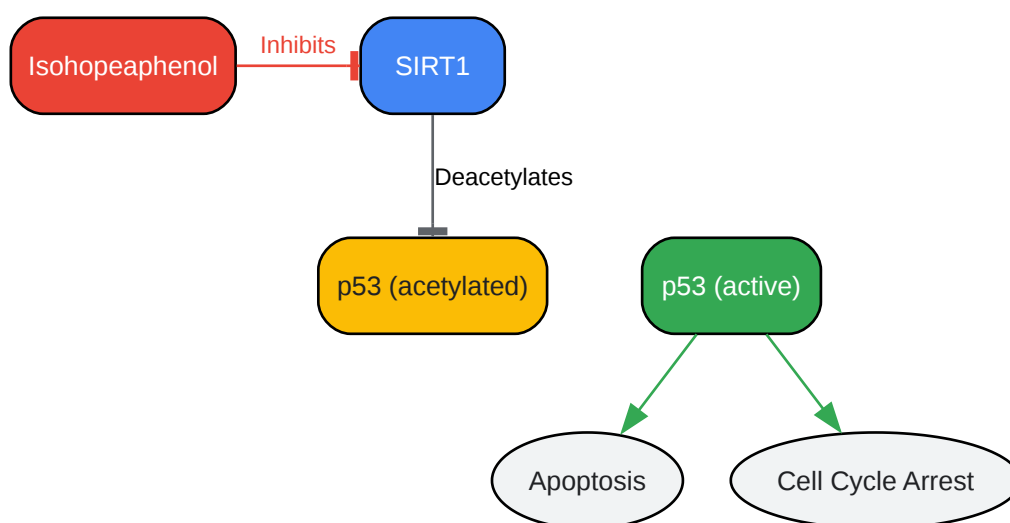 Isohopeaphenol
Inhibits
SIRT1
Deacetylates
p53 (acetylated)
p53 (active)
Apoptosis
Cell Cycle Arrest